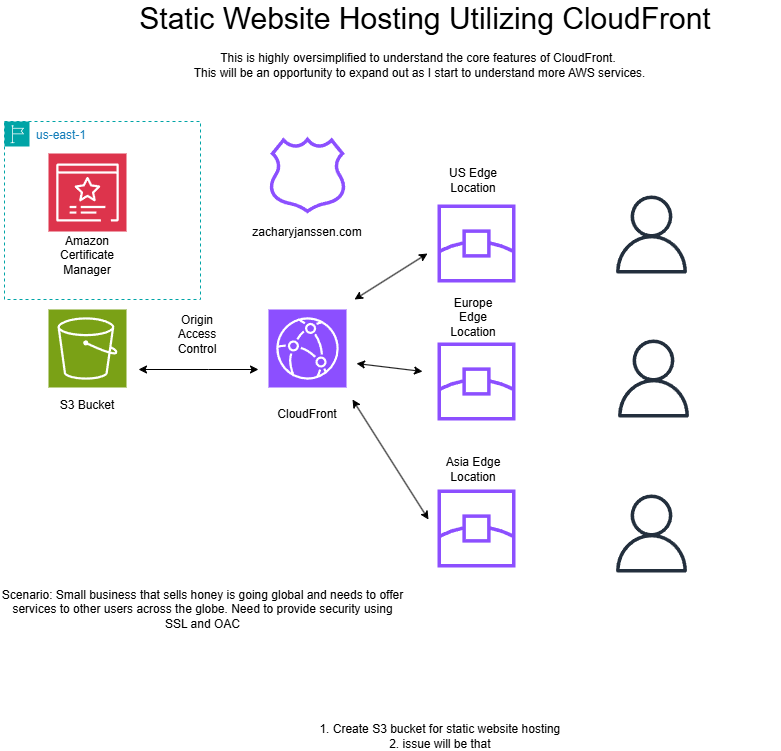 Static Website Hosting Utilizing CloudFront
This is highly oversimplified to understand the core features of CloudFront.
This will be an opportunity to expand out as I start to understand more AWS services.
us-east-1
Amazon
Certificate
Manager
zacharyjanssen.com
US Edge
Location
Europe
Edge
Location
Origin
Access
Control
S3 Bucket
CloudFront
Asia Edge
Location
Scenario: Small business that sells honey is going global and needs to offer
services to other users across the globe. Need to provide security using
SSL and OAC
1. Create S3 bucket for static website hosting
2. issue will be that